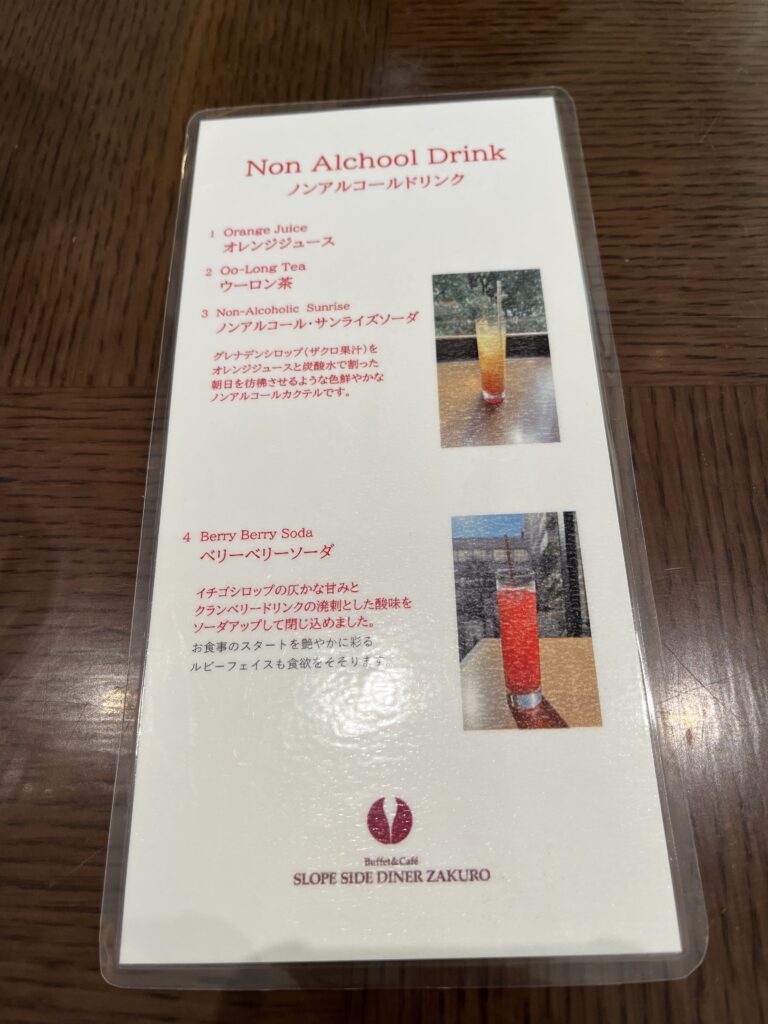 Non Alchool Drink
ノンアルコールドリンク
1 Orange Juice
オレンジジュース
2 Oo-Long Tea
ウーロン茶
3 Non-Alcoholic Sunrise
ノンアルコール・サンライズソーダ
グレナデンシロップ（ザクロ果汁）を
オレンジジュースと炭酸水で割った
朝日を彷彿させるような色鮮やかな
ノンアルコールカクテルです。
4 Berry Berry Soda
ベリーベリーソーダ
イチゴシロップの仄かな甘みと
クランベリードリンクの溌剌とした酸味を
ソーダアップして閉じ込めました。
お食事のスタートを艶やかに彩る
ルビーフェイスも食欲をそそります
Buffet&Café
SLOPE SIDE DINER ZAKURO